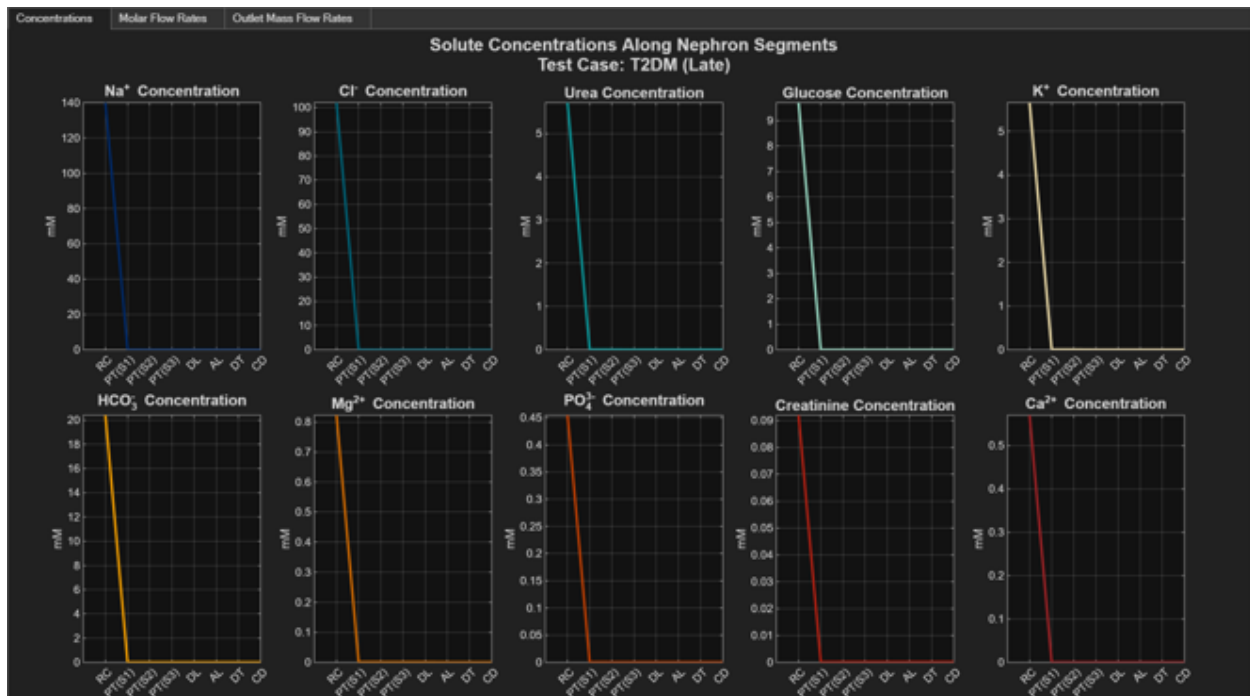 Concentrations
Molar Flow Rates
Outlet Mass Flow Rates
Solute Concentrations Along Nephron Segments
Test Case: T2DM (Late)
Na⁺ Concentration
140
120
100
80
60
40
20
0
mM
RC
PT(S1)
PT(S2)
PT(S3)
DL
AL
DT
CD
Cl⁻ Concentration
100
90
80
70
60
50
40
30
20
10
0
mM
RC
PT(S1)
PT(S2)
PT(S3)
DL
AL
DT
CD
Urea Concentration
5
4
3
2
1
0
mM
RC
PT(S1)
PT(S2)
PT(S3)
DL
AL
DT
CD
Glucose Concentration
9
8
7
6
5
4
3
2
1
0
mM
RC
PT(S1)
PT(S2)
PT(S3)
DL
AL
DT
CD
K⁺ Concentration
5
4
3
2
1
0
mM
RC
PT(S1)
PT(S2)
PT(S3)
DL
AL
DT
CD
HCO₃⁻ Concentration
20
18
16
14
12
10
8
6
4
2
0
mM
RC
PT(S1)
PT(S2)
PT(S3)
DL
AL
DT
CD
Mg²⁺ Concentration
0.8
0.7
0.6
0.5
0.4
0.3
0.2
0.1
0
mM
RC
PT(S1)
PT(S2)
PT(S3)
DL
AL
DT
CD
PO₄³⁻ Concentration
0.45
0.4
0.35
0.3
0.25
0.2
0.15
0.1
0.05
0
mM
RC
PT(S1)
PT(S2)
PT(S3)
DL
AL
DT
CD
Creatinine Concentration
0.09
0.08
0.07
0.06
0.05
0.04
0.03
0.02
0.01
0
mM
RC
PT(S1)
PT(S2)
PT(S3)
DL
AL
DT
CD
Ca²⁺ Concentration
0.5
0.4
0.3
0.2
0.1
0
mM
RC
PT(S1)
PT(S2)
PT(S3)
DL
AL
DT
CD